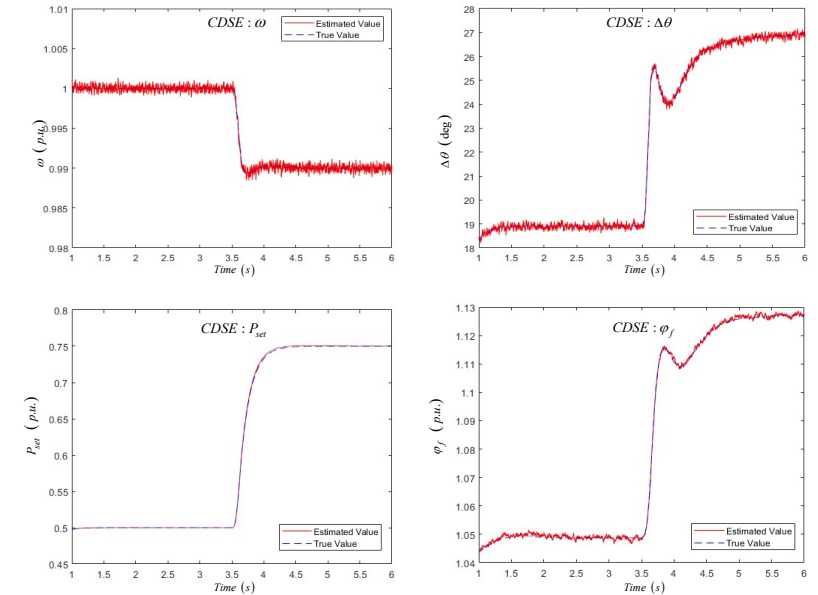 CDSE : ω
Estimated Value
True Value
1.01
1.005
1
0.995
0.99
0.985
0.98
ω ( p.u.)
1 1.5 2 2.5 3 3.5 4 4.5 5 5.5 6
Time (s)
CDSE : Δθ
28
27
26
25
24
23
22
21
20
19
18
Δθ (deg)
Estimated Value
True Value
1 1.5 2 2.5 3 3.5 4 4.5 5 5.5 6
Time (s)
CDSE : P_set
0.8
0.75
0.7
0.65
0.6
0.55
0.5
0.45
P_set ( p.u.)
Estimated Value
True Value
1 1.5 2 2.5 3 3.5 4 4.5 5 5.5 6
Time (s)
CDSE : φ_f
1.13
1.12
1.11
1.1
1.09
1.08
1.07
1.06
1.05
1.04
φ_f ( p.u.)
Estimated Value
True Value
1 1.5 2 2.5 3 3.5 4 4.5 5 5.5 6
Time (s)